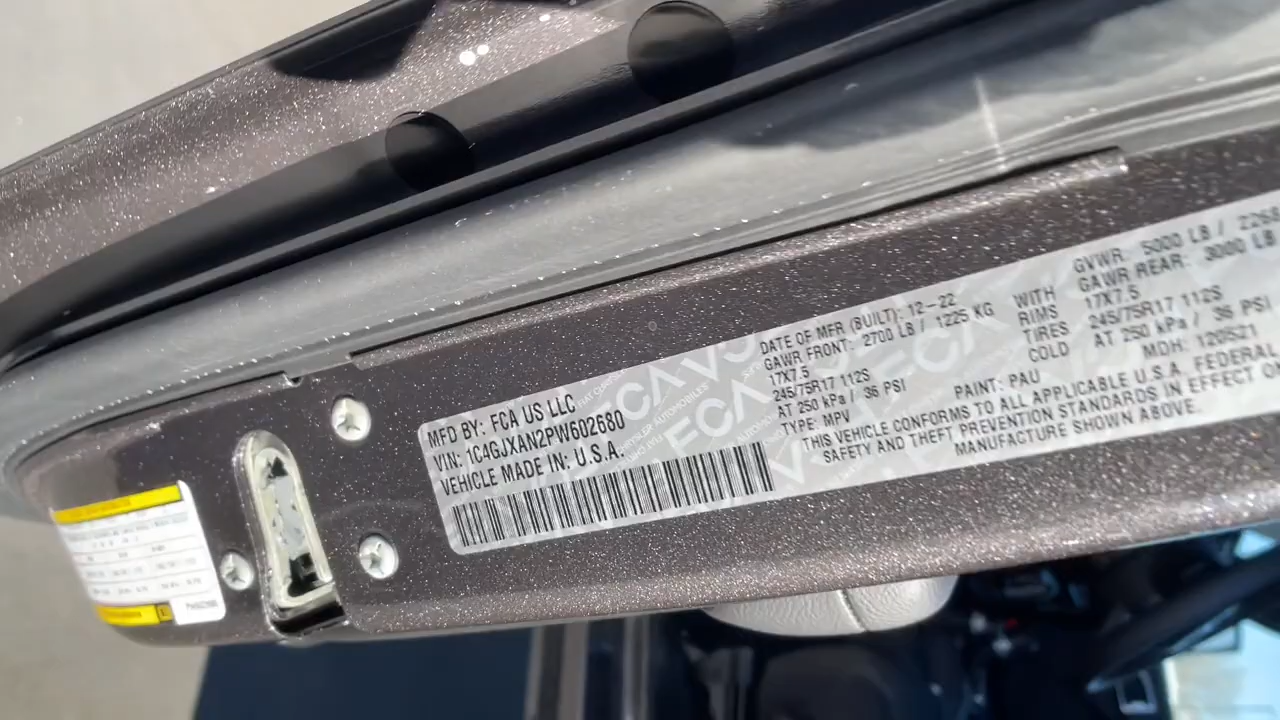 MFD BY: FCA US LLC
VIN: 1C4GJXAN2PW602680
VEHICLE MADE IN: U.S.A.
DATE OF MFR (BUILT): 12-22
GAWR FRONT: 2700 LB / 1225 KG
17X7.5
245/75R17 112S
AT 250 kPa / 36 PSI
TYPE: MPV
WITH
RIMS
TIRES
COLD
GVWR: 5000 LB / 2268
GAWR REAR: 3000 LB
17X7.5
245/75R17 112S
AT 250 kPa / 36 PSI
PAINT: PAU
MDH: 120521
THIS VEHICLE CONFORMS TO ALL APPLICABLE U.S.A. FEDERAL
SAFETY AND THEFT PREVENTION STANDARDS IN EFFECT ON
MANUFACTURE SHOWN ABOVE.
FCA
FCA
FCA